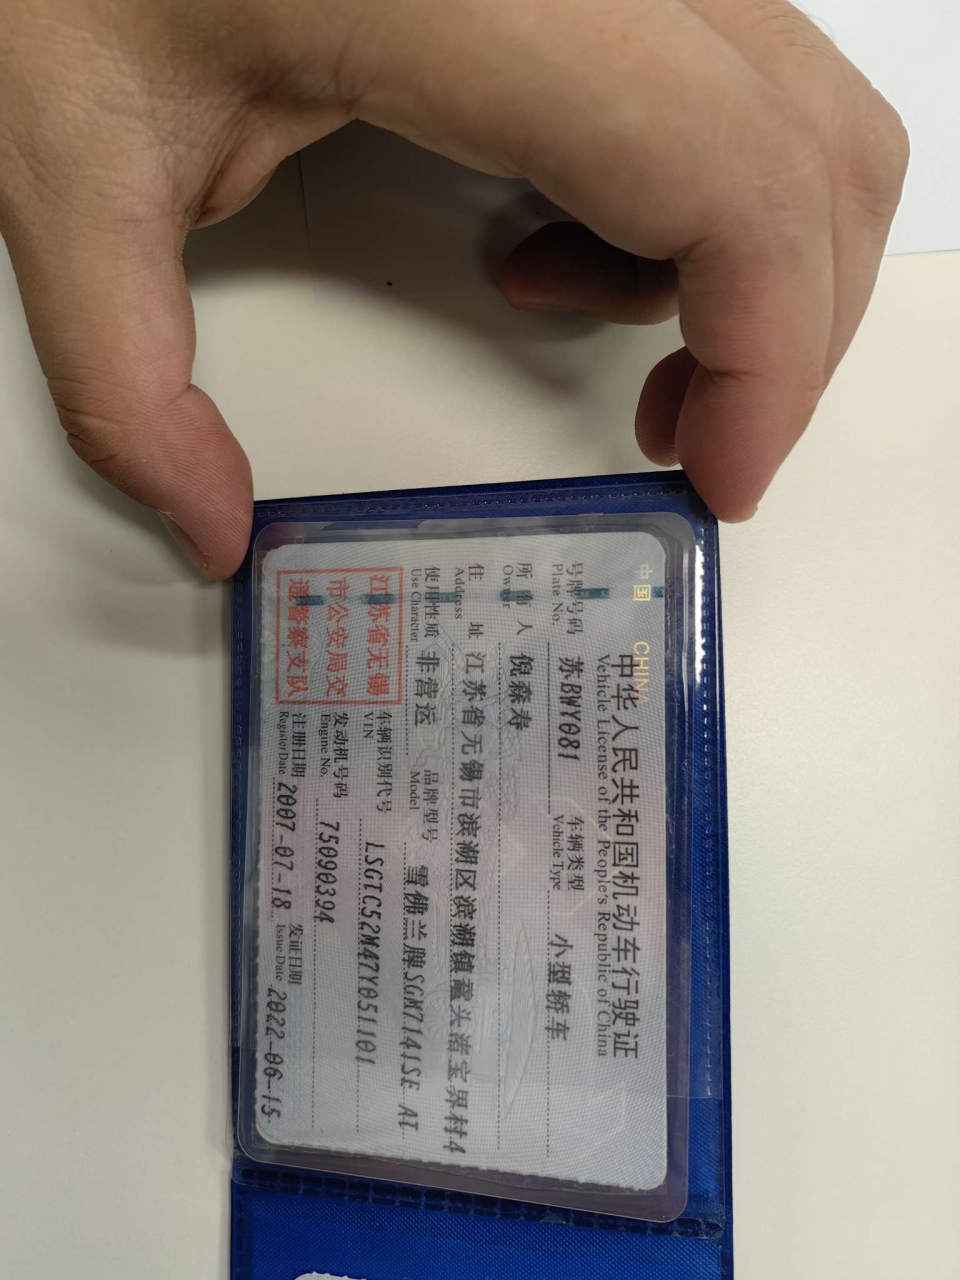 中国 CHINA
中华人民共和国机动车行驶证
Vehicle License of the People's Republic of China
号牌号码 苏BWY081 车辆类型 小型轿车
Plate No. Vehicle Type
所有人 倪森寿
Owner
住址 江苏省无锡市滨湖区滨湖镇鼋头渚宝界村4
Address
使用性质 非营运 品牌型号 雪佛兰牌SGM7141SE AT
Use Character Model
江苏省无锡
市公安局交
通警察支队
车辆识别代号 LSGTC52M47Y051101
VIN
发动机号码 75090394
Engine No.
注册日期 2007-07-18 发证日期 2022-06-15
Register Date Issue Date